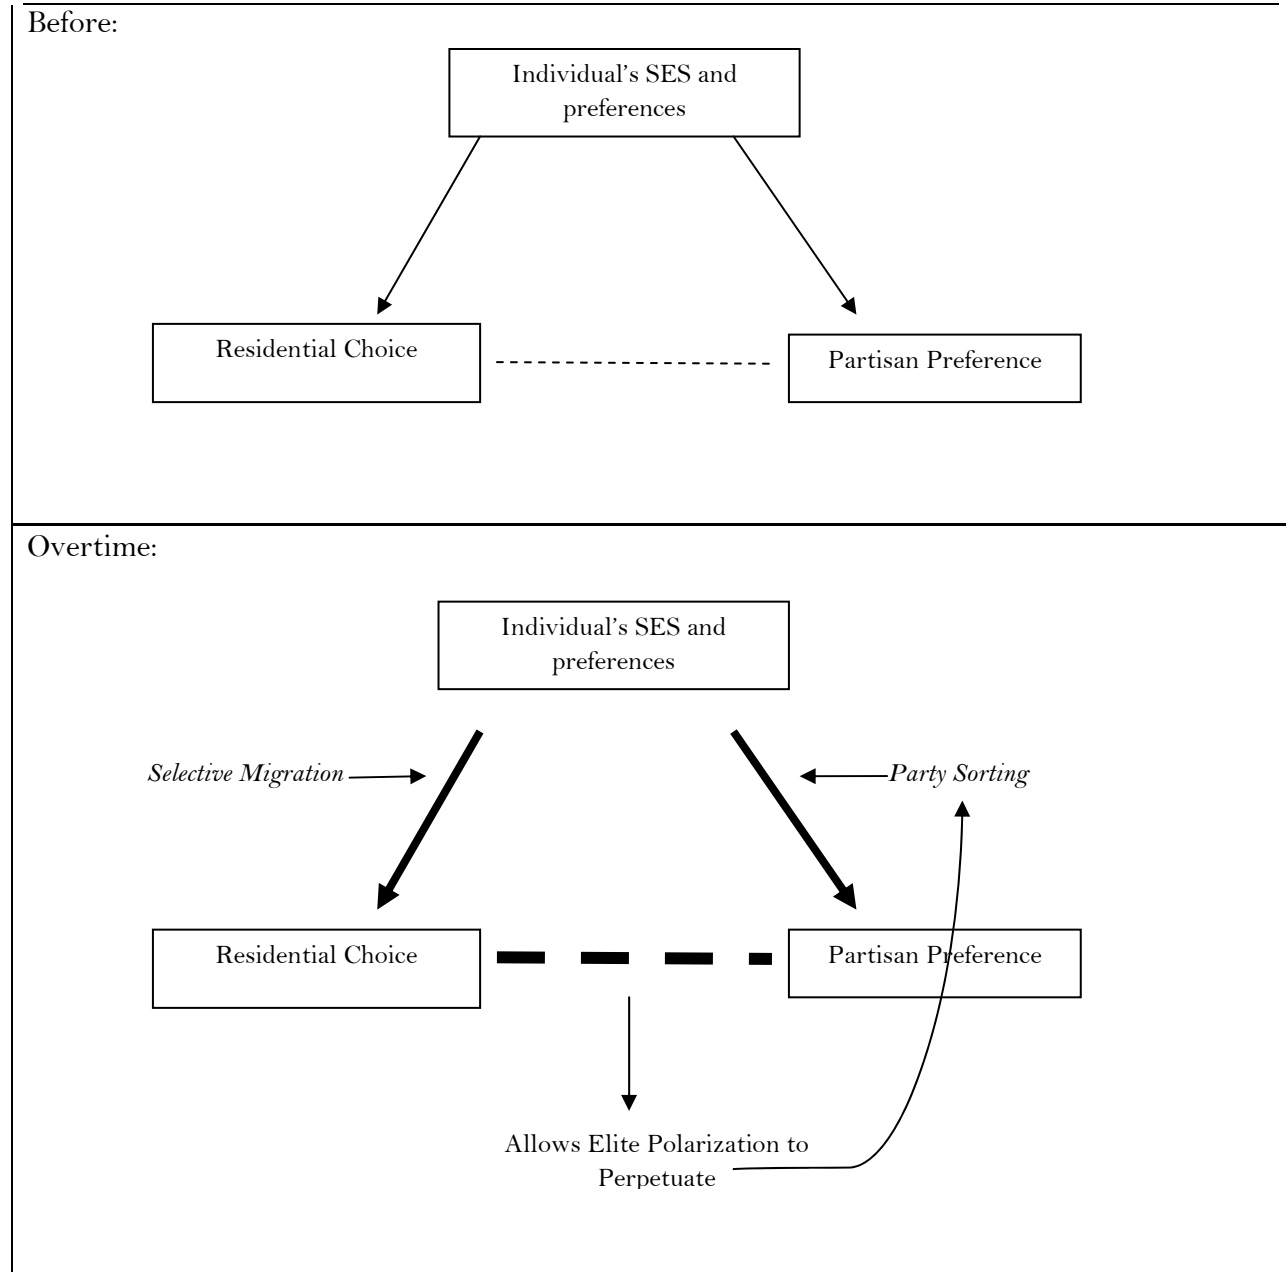 Before:
Individual’s SES and
preferences
Residential Choice
Partisan Preference
Overtime:
Individual’s SES and
preferences
Selective Migration
Party Sorting
Residential Choice
Partisan Preference
Allows Elite Polarization to
Perpetuate